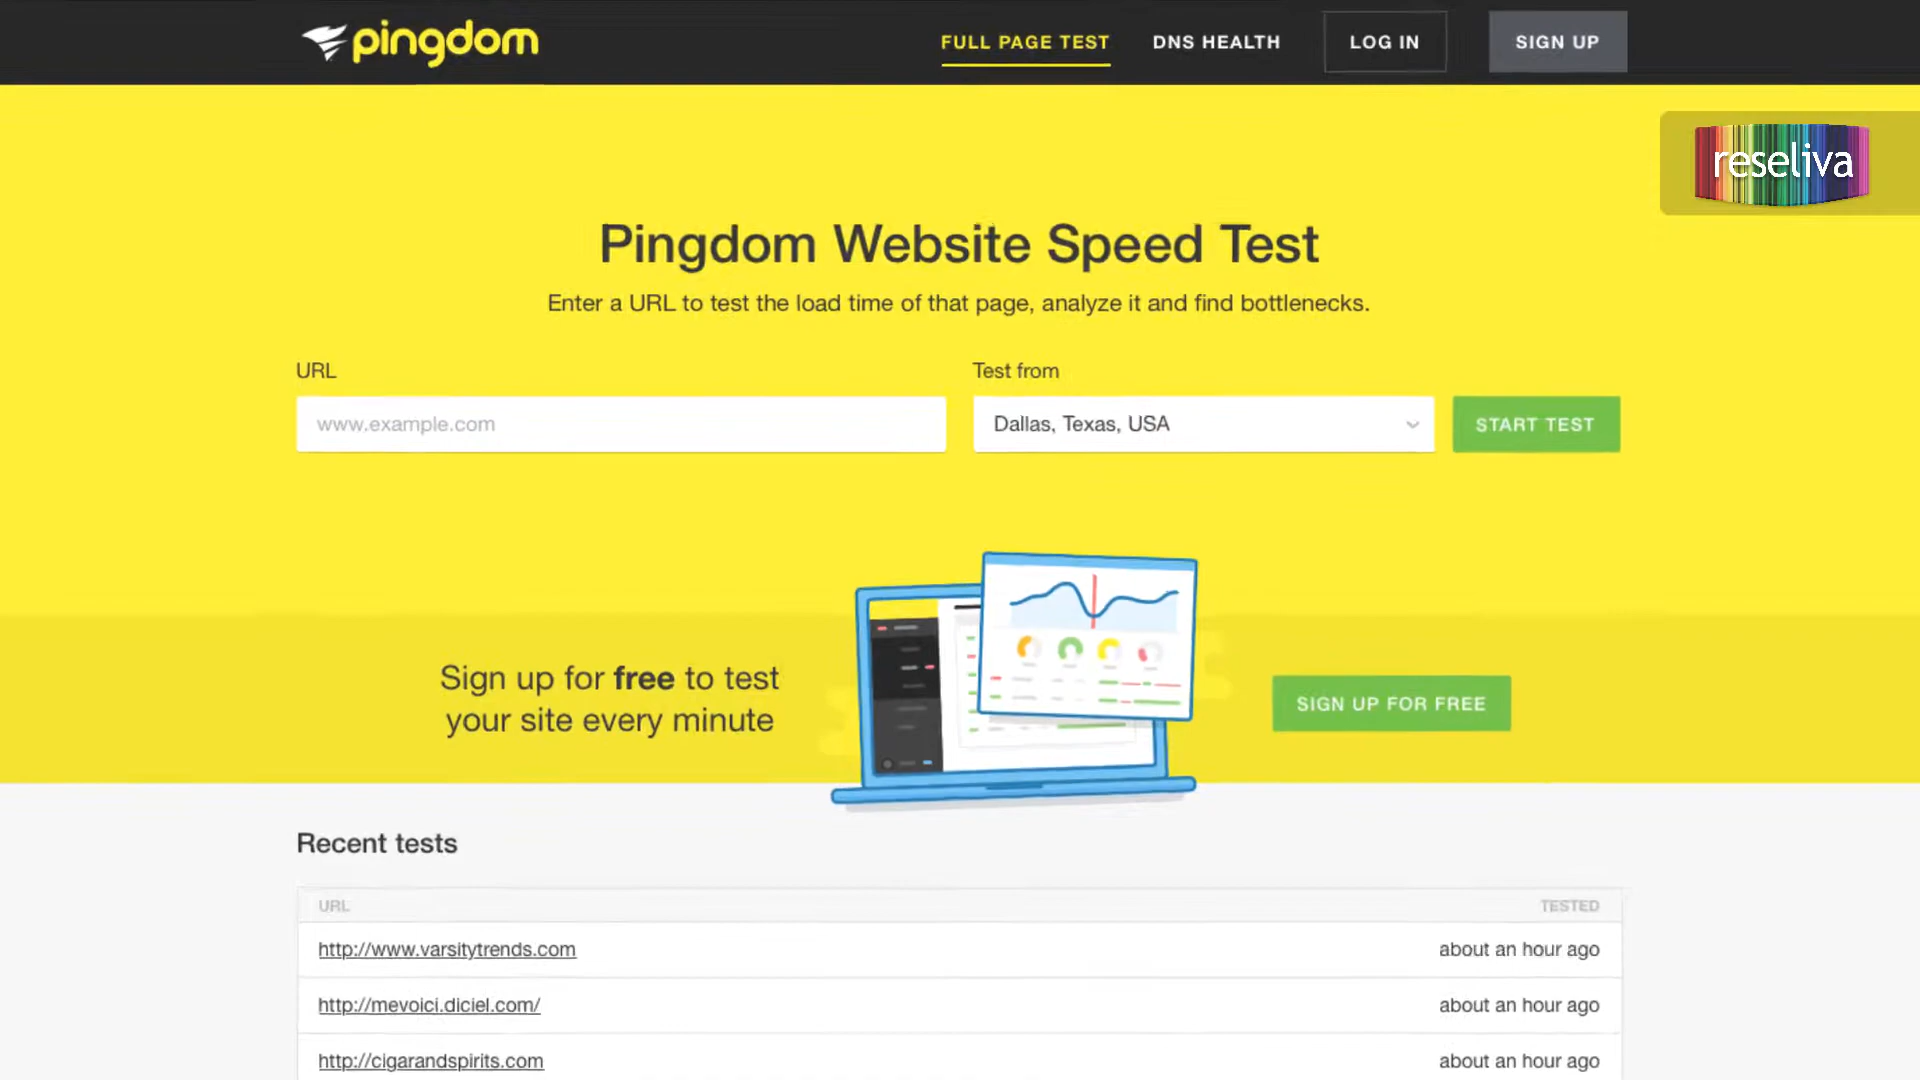 pingdom
FULL PAGE TEST
DNS HEALTH
LOG IN
SIGN UP
reseliva
Pingdom Website Speed Test
Enter a URL to test the load time of that page, analyze it and find bottlenecks.
URL
Test from
www.example.com
Dallas, Texas, USA
START TEST
Sign up for free to test
your site every minute
SIGN UP FOR FREE
Recent tests
URL
TESTED
http://www.varsitytrends.com
about an hour ago
http://mevoici.diciel.com/
about an hour ago
http://cigarandspirits.com
about an hour ago